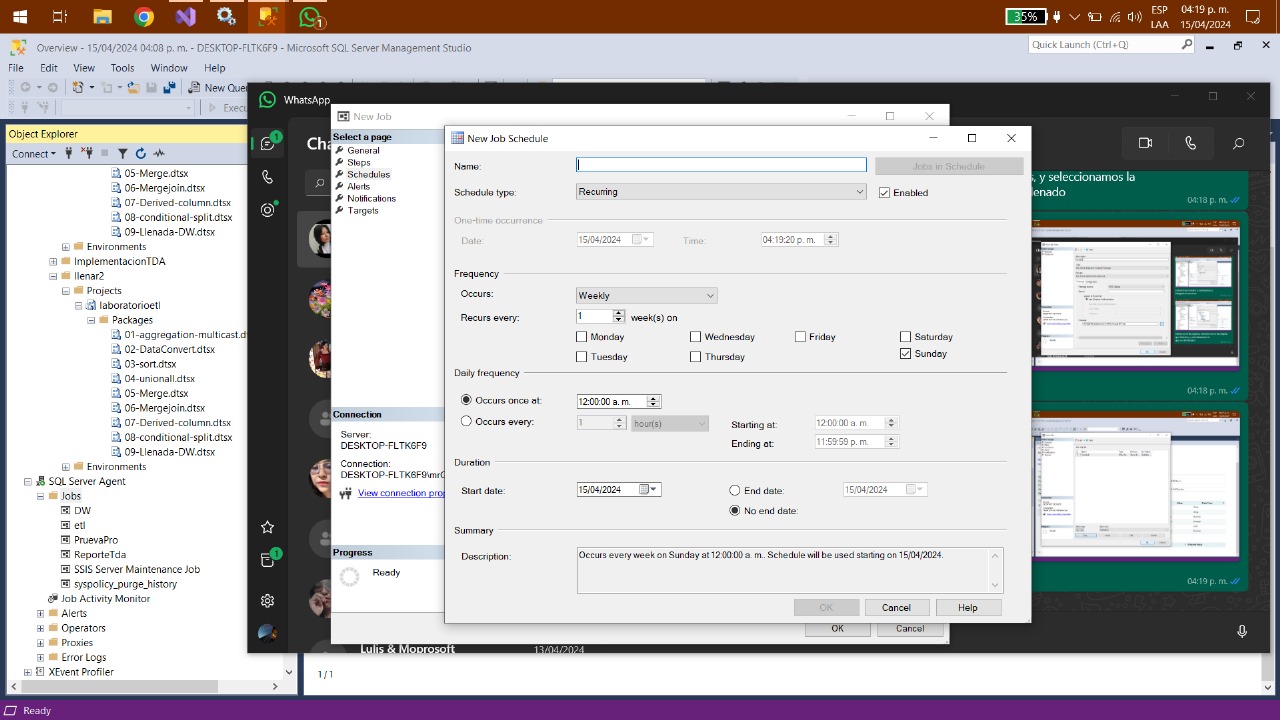 35%
ESP
LAA
04:19 p. m.
15/04/2024
1
Overview - 15/04/2024 04:08 p. m. - DESKTOP-FLTK6F9 - Microsoft SQL Server Management Studio
Quick Launch (Ctrl+Q)
File Edit View Tools Window Help
New Que
Execu
Object Explorer
Connect
05-Merge.dtsx
06-Mergejoin.dtsx
07-Derived-column.dtsx
08-conditional-split.dtsx
09-Llenada-DW.dtsx
Environments
ImplementacionTDA
llenar2
Projects
laboratorioetl
Packages
01-aggregation-multicast.d
02-DataConvert.dtsx
03-sort.dtsx
04-unionall.dtsx
05-Merge.dtsx
06-Mergejoin.dtsx
07-Derived-column.dtsx
08-conditional-split.dtsx
09-LlenadaDW.dtsx
Environments
SQL Server Agent
Jobs
DW
etl
PruevaPro
ReporteTda
SSIS Server Maintenance Job
syspolicy_purge_history
Job Activity Monitor
Alerts
Operators
Proxies
Error Logs
XEvent Profiler
Ready
WhatsApp
1
Cha
1
s, y seleccionamos la
lenado
04:18 p. m.
04:18 p. m.
04:19 p. m.
Lulis & Moprosoft
13/04/2024
1 / 1
New Job
Select a page
General
Steps
Schedules
Alerts
Notifications
Targets
Connection
Server:
DESKTOP-FLTK6F9
Connection:
DESKTOP-FLTK6F9\mrC
View connection prop
Progress
Ready
OK
Cancel
New Job Schedule
Name:
Jobs in Schedule
Schedule type:
Recurring
Enabled
One-time occurrence
Date:
15/04/2024
Time:
04:19:20 p. m.
Frequency
Occurs:
Weekly
Recurs every:
1
week(s) on
Monday
Wednesday
Friday
Saturday
Tuesday
Thursday
Sunday
Daily frequency
Occurs once at:
12:00:00 a. m.
Occurs every:
1
hour(s)
Starting at:
12:00:00 a. m.
Ending at:
11:59:59 p. m.
Duration
Start date:
15/04/2024
End date:
15/04/2024
No end date
Summary
Description:
Occurs every week on Sunday at 12:00:00 a. m.. Schedule will be used starting on 15/04/2024.
OK
Cancel
Help